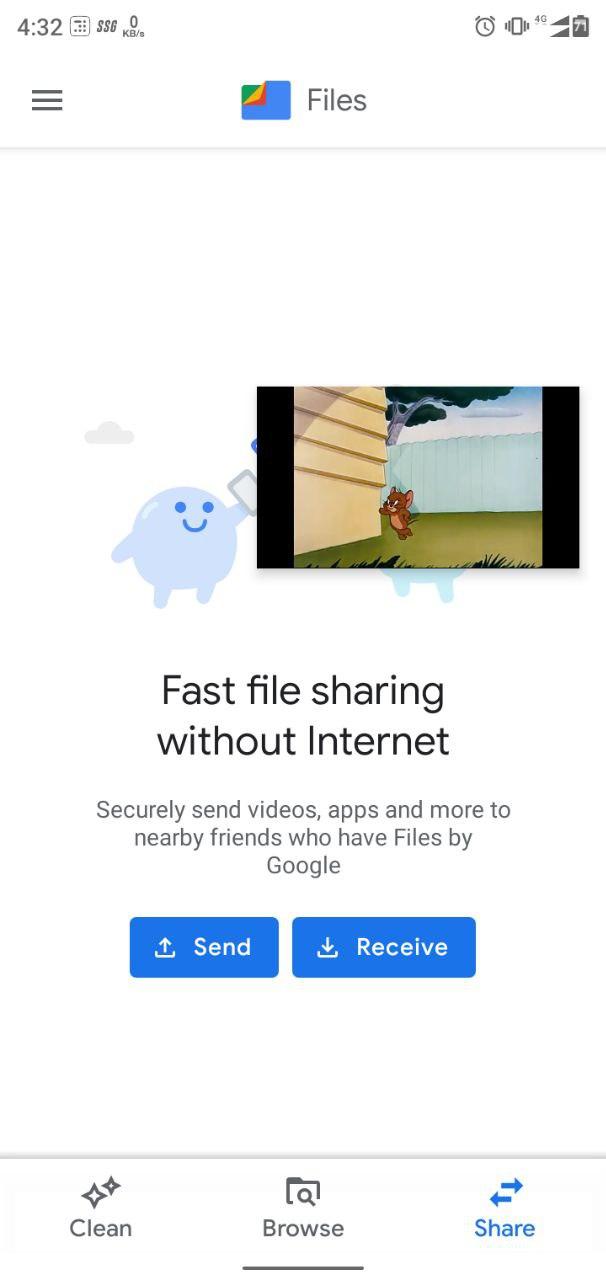 4:32 SSG 0 KB/s 4G 71
Files
Fast file sharing
without Internet
Securely send videos, apps and more to
nearby friends who have Files by
Google
Send Receive
Clean Browse Share